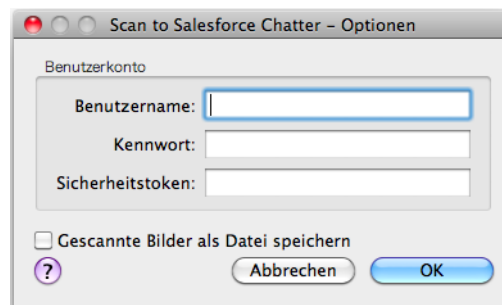 Scan to Salesforce Chatter – Optionen
Benutzerkonto
Benutzername:
Kennwort:
Sicherheitstoken:
Gescannte Bilder als Datei speichern
? Abbrechen OK